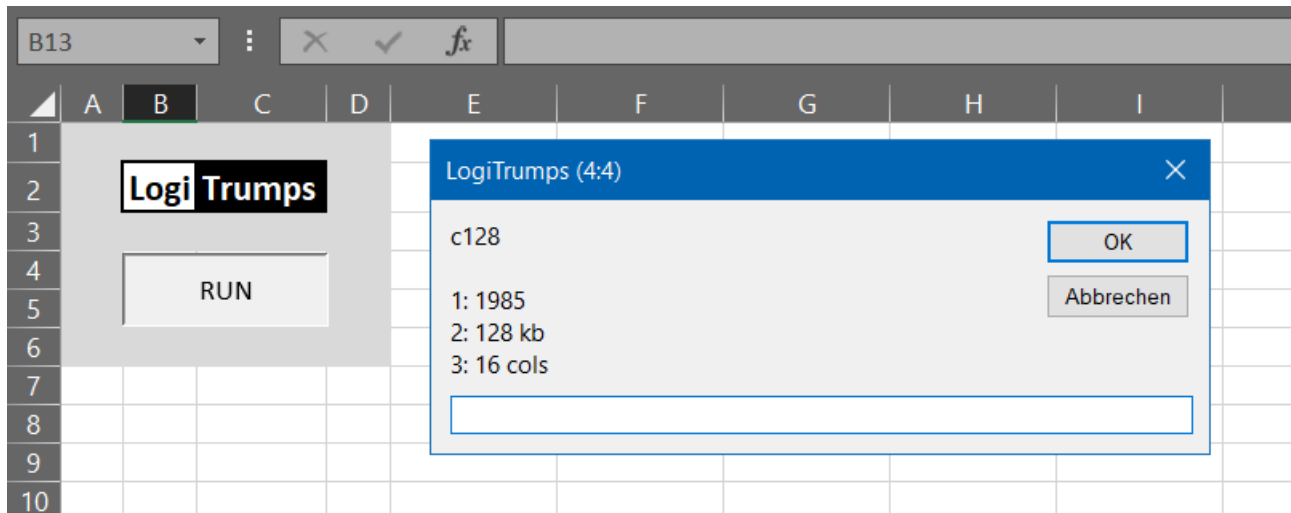 B13 fx
A B C D E F G H I
1
2 Logi Trumps
3
4
RUN
5
6
7
8
9
10
LogiTrumps (4:4)
c128
OK
1: 1985
Abbrechen
2: 128 kb
3: 16 cols